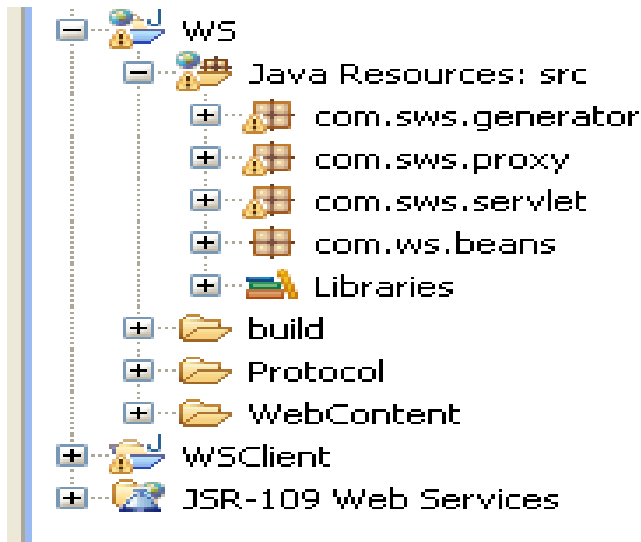 WS
Java Resources: src
com.sws.generator
com.sws.proxy
com.sws.servlet
com.ws.beans
Libraries
build
Protocol
WebContent
WSClient
JSR-109 Web Services